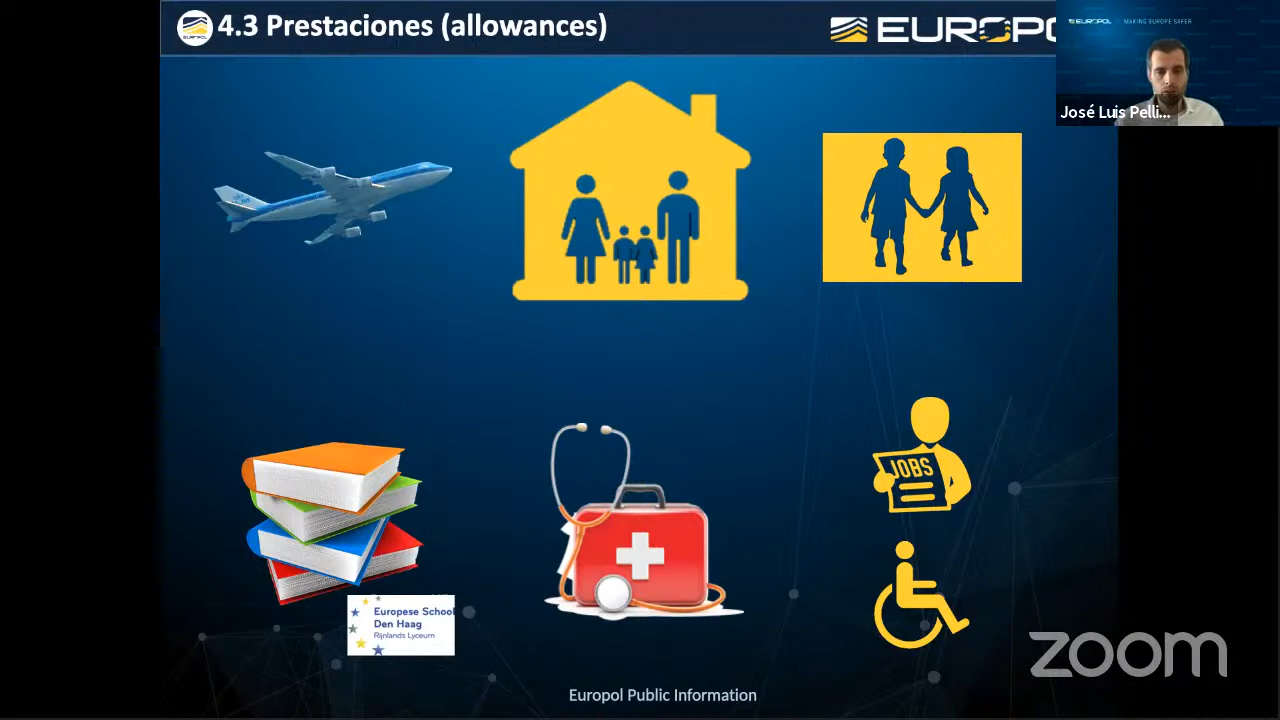 4.3 Prestaciones (allowances)
EUROPO
EUROPOL
MAKING EUROPE SAFER
José Luis Pelli...
JOBS
Europese School
Den Haag
Rijnlands Lyceum
zoom
Europol Public Information